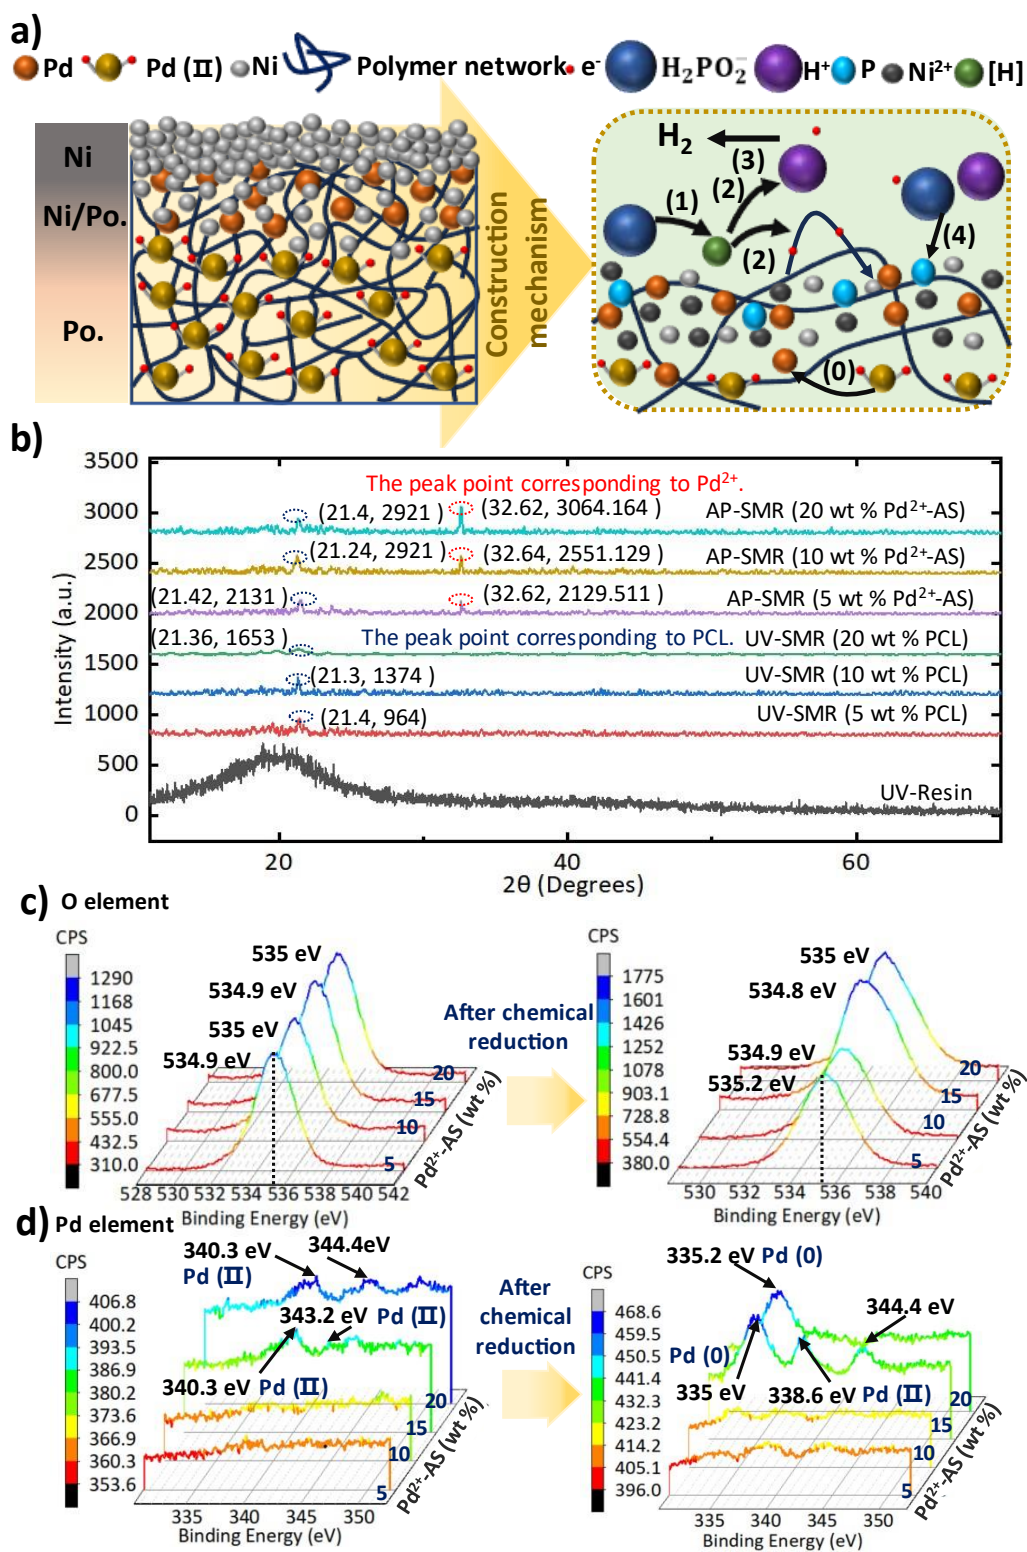 a)
Pd Pd (II) Ni Polymer network e⁻ H₂PO₂⁻ H⁺ P Ni²⁺ [H]
Ni
Ni/Po.
Po.
Construction
mechanism
H₂
(3)
(1)
(2)
(2)
(4)
(0)
b)
Intensity (a.u.)
3500
3000
2500
2000
1500
1000
500
0
The peak point corresponding to Pd²⁺.
(21.4, 2921 ) (32.62, 3064.164 ) AP-SMR (20 wt % Pd²⁺-AS)
(21.24, 2921 ) (32.64, 2551.129) AP-SMR (10 wt % Pd²⁺-AS)
(21.42, 2131) (32.62, 2129.511) AP-SMR (5 wt % Pd²⁺-AS)
(21.36, 1653 ) The peak point corresponding to PCL. UV-SMR (20 wt % PCL)
(21.3, 1374 ) UV-SMR (10 wt % PCL)
(21.4, 964) UV-SMR (5 wt % PCL)
UV-Resin
20 40 60
2θ (Degrees)
c) O element
CPS
1290
1168
1045
922.5
800.0
677.5
555.0
432.5
310.0
535 eV
534.9 eV
535 eV
534.9 eV
20
15
10
5
Pd²⁺-AS (wt %)
528 530 532 534 536 538 540 542
Binding Energy (eV)
After chemical
reduction
CPS
1775
1601
1426
1252
1078
903.1
728.8
554.4
380.0
535 eV
534.8 eV
534.9 eV
535.2 eV
20
15
10
5
Pd²⁺-AS (wt %)
530 532 534 536 538 540
Binding Energy (eV)
d) Pd element
CPS
406.8
400.2
393.5
386.9
380.2
373.6
366.9
360.3
353.6
340.3 eV 344.4eV
Pd (II)
343.2 eV Pd (II)
340.3 eV Pd (II)
20
15
10
5
Pd²⁺-AS (wt %)
335 340 345 350
Binding Energy (eV)
After
chemical
reduction
CPS
468.6
459.5
450.5
441.4
432.3
423.2
414.2
405.1
396.0
335.2 eV Pd (0)
344.4 eV
Pd (0)
335 eV
338.6 eV Pd (II)
20
15
10
5
Pd²⁺-AS (wt %)
335 340 345 350
Binding Energy (eV)